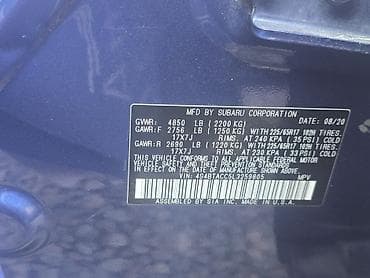 MFD BY SUBARU CORPORATION DATE: 08/20
GVWR: 4850 LB (2200 KG)
GAWR:F 2756 LB (1250 KG) WITH 225/65R17 102H TIRES.
17X7J RIMS. AT 240 KPA (35 PSI) COLD
GAWR:R 2690 LB (1220 KG) WITH 225/65R17 102H TIRES.
17X7J RIMS. AT 230 KPA (33 PSI) COLD
THIS VEHICLE CONFORMS TO ALL APPLICABLE FEDERAL
MOTOR VEHICLE SAFETY, BUMPER, AND THEFT PREVENTION
STANDARDS IN EFFECT ON THE DATE OF MANUFACTURE
SHOWN ABOVE.
VIN: 4S4BTACC5L3259805 MPV
ASSEMBLED BY SIA INC. MADE IN U.S.A.